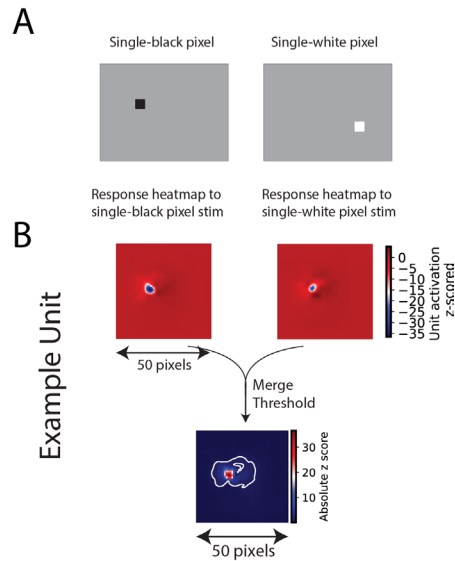 A
Single-black pixel
Single-white pixel
Response heatmap to
single-black pixel stim
Response heatmap to
single-white pixel stim
B
Example Unit
0
−5
−10
−15
−20
−25
−30
−35
Unit activation
z-scored
50 pixels
Merge
Threshold
30
20
10
Absolute z score
50 pixels